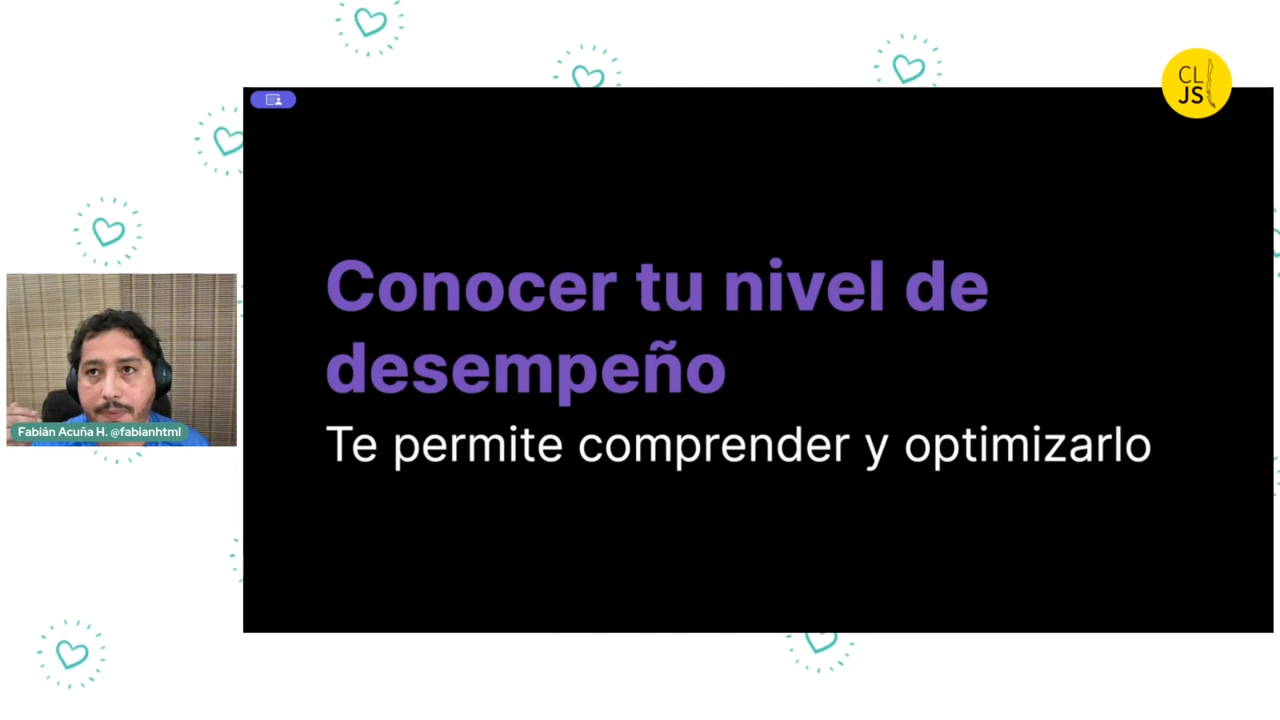 CL
JS
Conocer tu nivel de
desempeño
Te permite comprender y optimizarlo
Fabián Acuña H. @fabianhtml